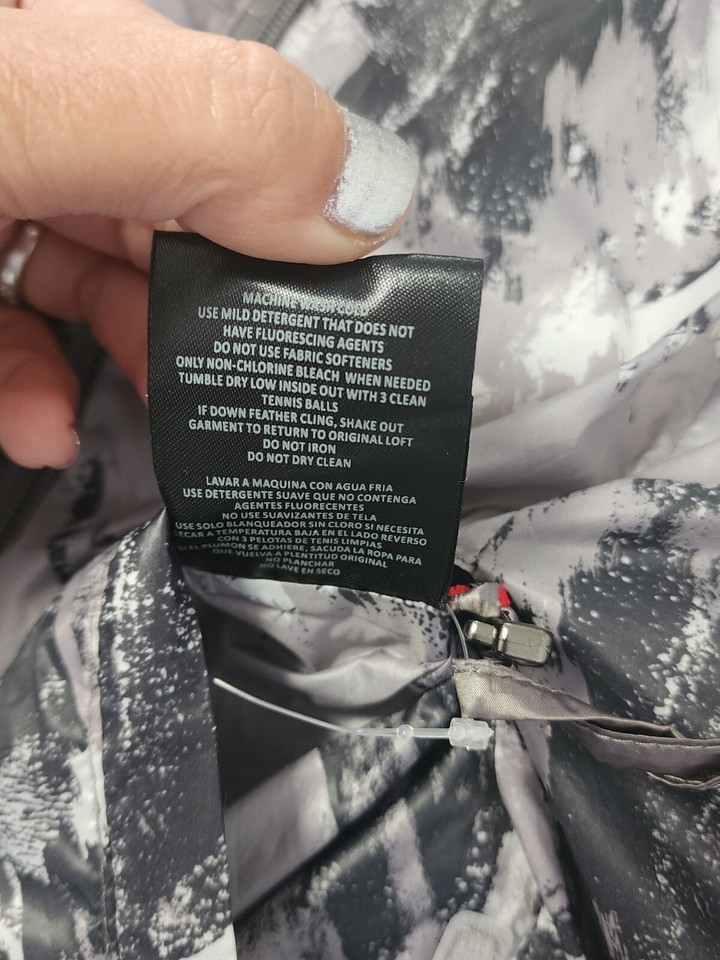 MACHINE WASH COLD
USE MILD DETERGENT THAT DOES NOT
HAVE FLUORESCING AGENTS
DO NOT USE FABRIC SOFTENERS
ONLY NON-CHLORINE BLEACH WHEN NEEDED
TUMBLE DRY LOW INSIDE OUT WITH 3 CLEAN
TENNIS BALLS
IF DOWN FEATHER CLING, SHAKE OUT
GARMENT TO RETURN TO ORIGINAL LOFT
DO NOT IRON
DO NOT DRY CLEAN
LAVAR A MAQUINA CON AGUA FRIA
USE DETERGENTE SUAVE QUE NO CONTENGA
AGENTES FLUORECENTES
NO USE SUAVIZANTES DE TELA
USE SOLO BLANQUEADOR SIN CLORO SI NECESITA
SECAR A TEMPERATURA BAJA EN EL LADO REVERSO
CON 3 PILOTAS DE TENIS LIMPIAS
SI EL PLUMON SE ADHIERE, SACUDA LA ROPA PARA
QUE VUELVA A PLENTITUD ORIGINAL
NO PLANCHAR
NO LAVE EN SECO